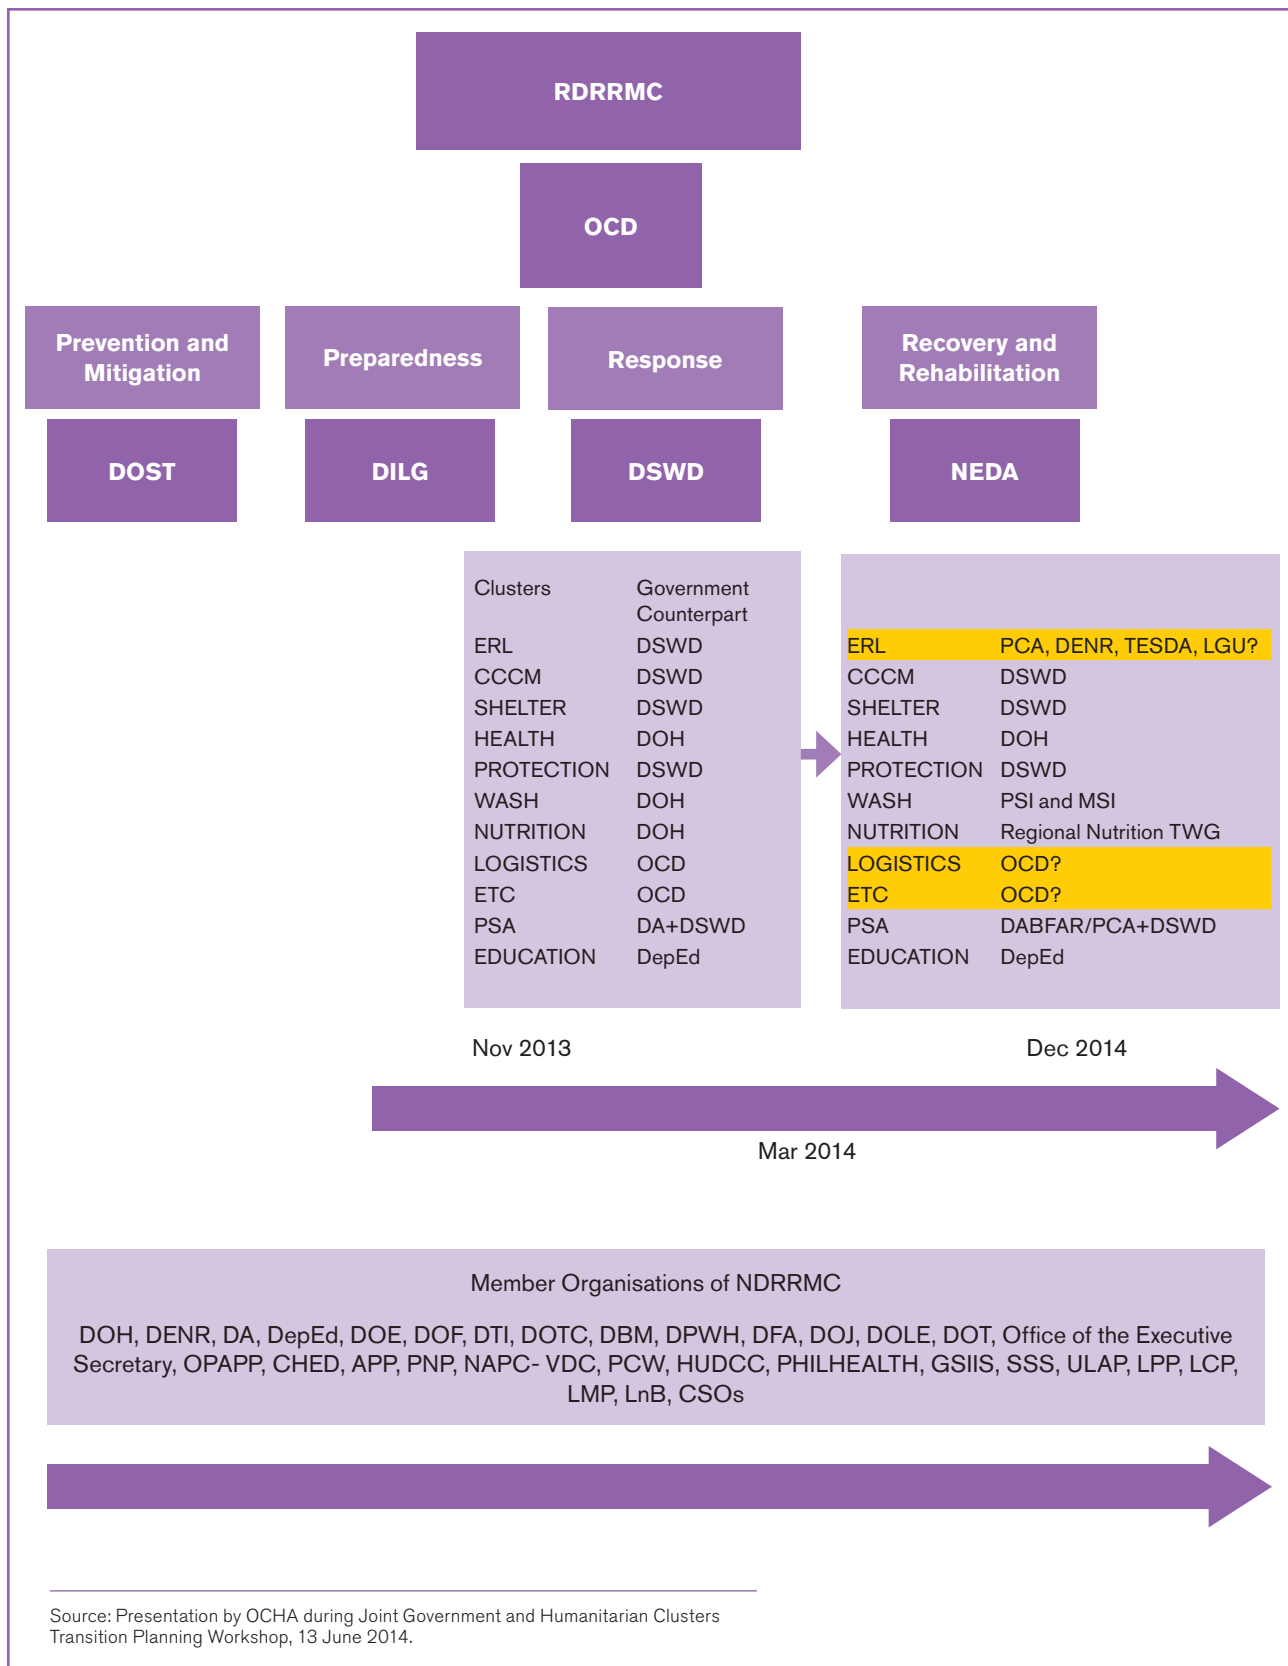 RDRRMC
OCD
Prevention and
Mitigation
Preparedness
Response
Recovery and
Rehabilitation
DOST
DILG
DSWD
NEDA
Clusters Government
Counterpart
ERL DSWD
CCCM DSWD
SHELTER DSWD
HEALTH DOH
PROTECTION DSWD
WASH DOH
NUTRITION DOH
LOGISTICS OCD
ETC OCD
PSA DA+DSWD
EDUCATION DepEd
ERL PCA, DENR, TESDA, LGU?
CCCM DSWD
SHELTER DSWD
HEALTH DOH
PROTECTION DSWD
WASH PSI and MSI
NUTRITION Regional Nutrition TWG
LOGISTICS OCD?
ETC OCD?
PSA DABFAR/PCA+DSWD
EDUCATION DepEd
Nov 2013
Dec 2014
Mar 2014
Member Organisations of NDRRMC
DOH, DENR, DA, DepEd, DOE, DOF, DTI, DOTC, DBM, DPWH, DFA, DOJ, DOLE, DOT, Office of the Executive
Secretary, OPAPP, CHED, APP, PNP, NAPC- VDC, PCW, HUDCC, PHILHEALTH, GSIIS, SSS, ULAP, LPP, LCP,
LMP, LnB, CSOs
Source: Presentation by OCHA during Joint Government and Humanitarian Clusters
Transition Planning Workshop, 13 June 2014.